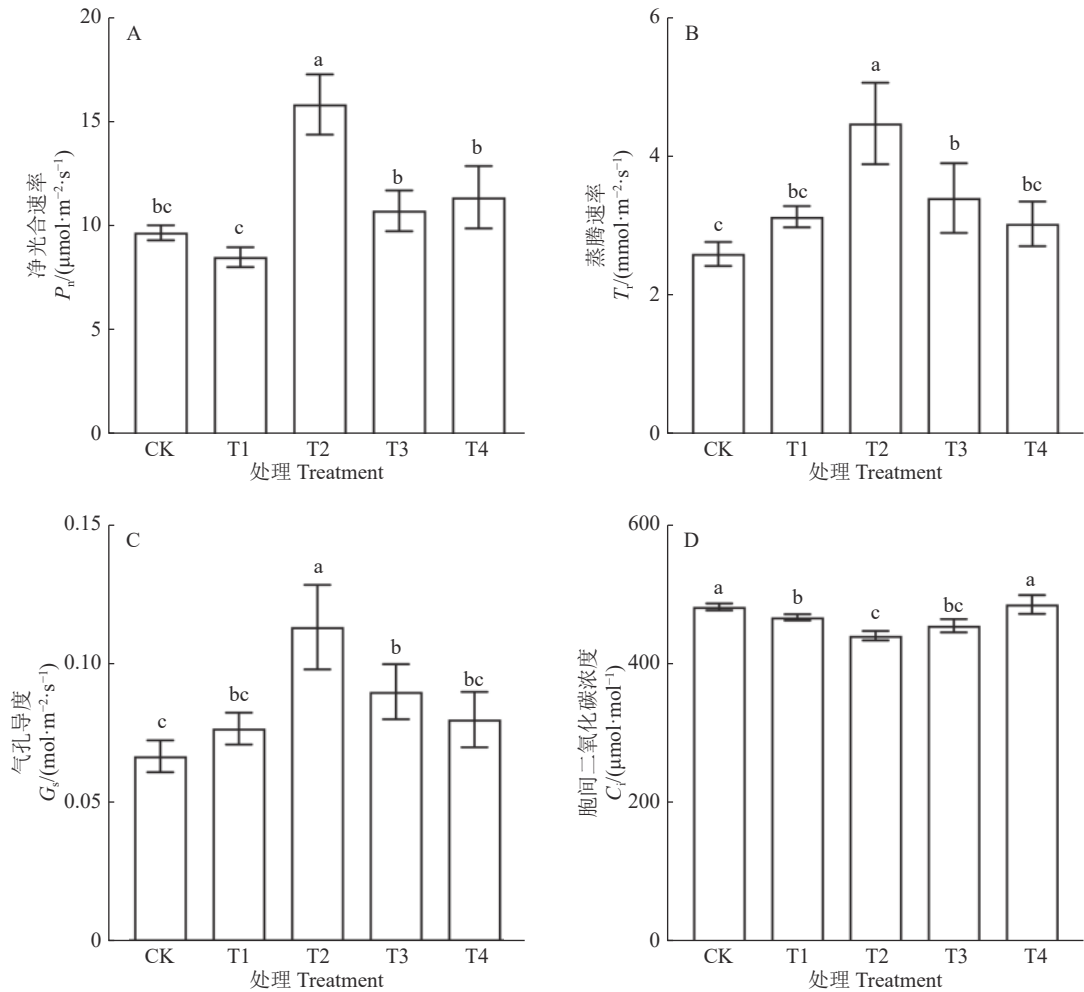 A
净光合速率
Pn/(μmol·m−2·s−1)
20
15
10
5
0
bc
c
a
b
b
CK T1 T2 T3 T4
处理 Treatment
B
蒸腾速率
Tr/(mmol·m−2·s−1)
6
4
2
0
c
bc
a
b
bc
CK T1 T2 T3 T4
处理 Treatment
C
气孔导度
Gs/(mol·m−2·s−1)
0.15
0.10
0.05
0
c
bc
a
b
bc
CK T1 T2 T3 T4
处理 Treatment
D
胞间二氧化碳浓度
Ci/(μmol·mol−1)
600
400
200
0
a
b
c
bc
a
CK T1 T2 T3 T4
处理 Treatment